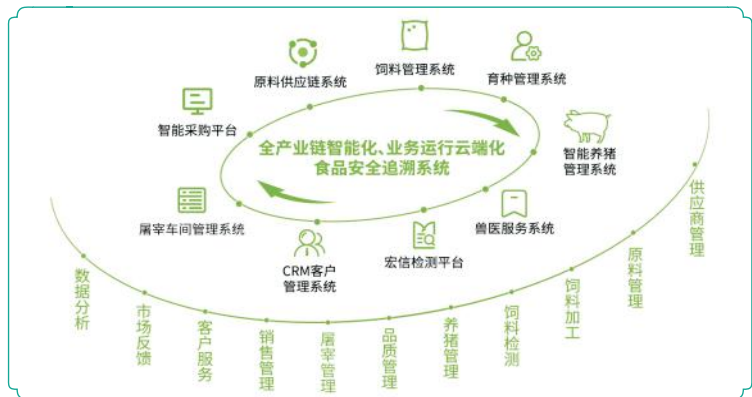 饲料管理系统
原料供应链系统
育种管理系统
智能采购平台
全产业链智能化、业务运行云端化
食品安全追溯系统
智能养猪
管理系统
屠宰车间管理系统
兽医服务系统
CRM客户
管理系统
宏信检测平台
数据分析
市场反馈
客户服务
销售管理
屠宰管理
品质管理
养猪管理
饲料检测
饲料加工
原料管理
供应商管理